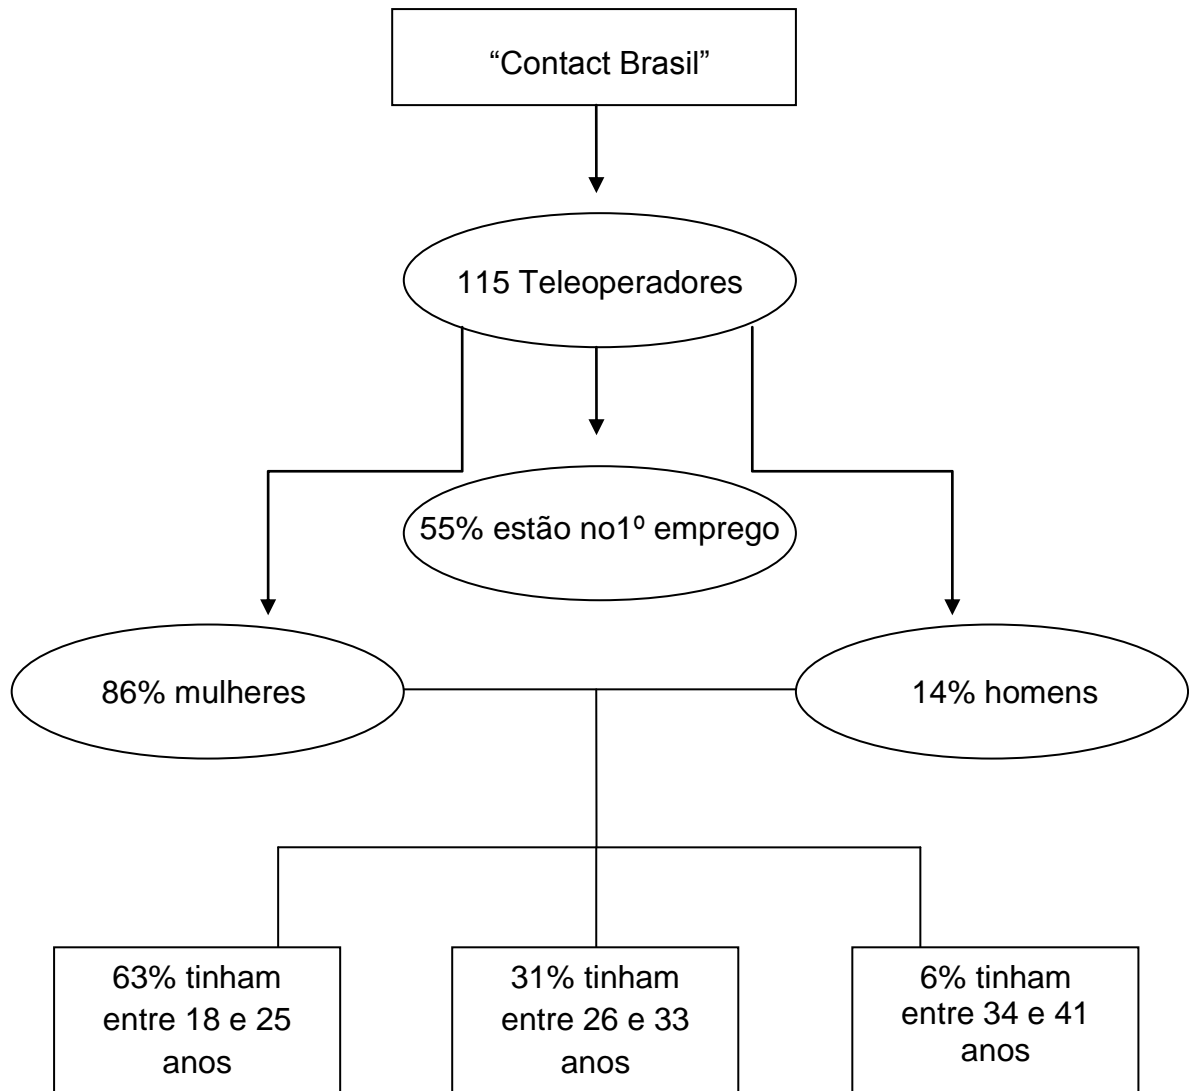 “Contact Brasil”
115 Teleoperadores
55% estão no1º emprego
86% mulheres
14% homens
63% tinham
entre 18 e 25
anos
31% tinham
entre 26 e 33
anos
6% tinham
entre 34 e 41
anos